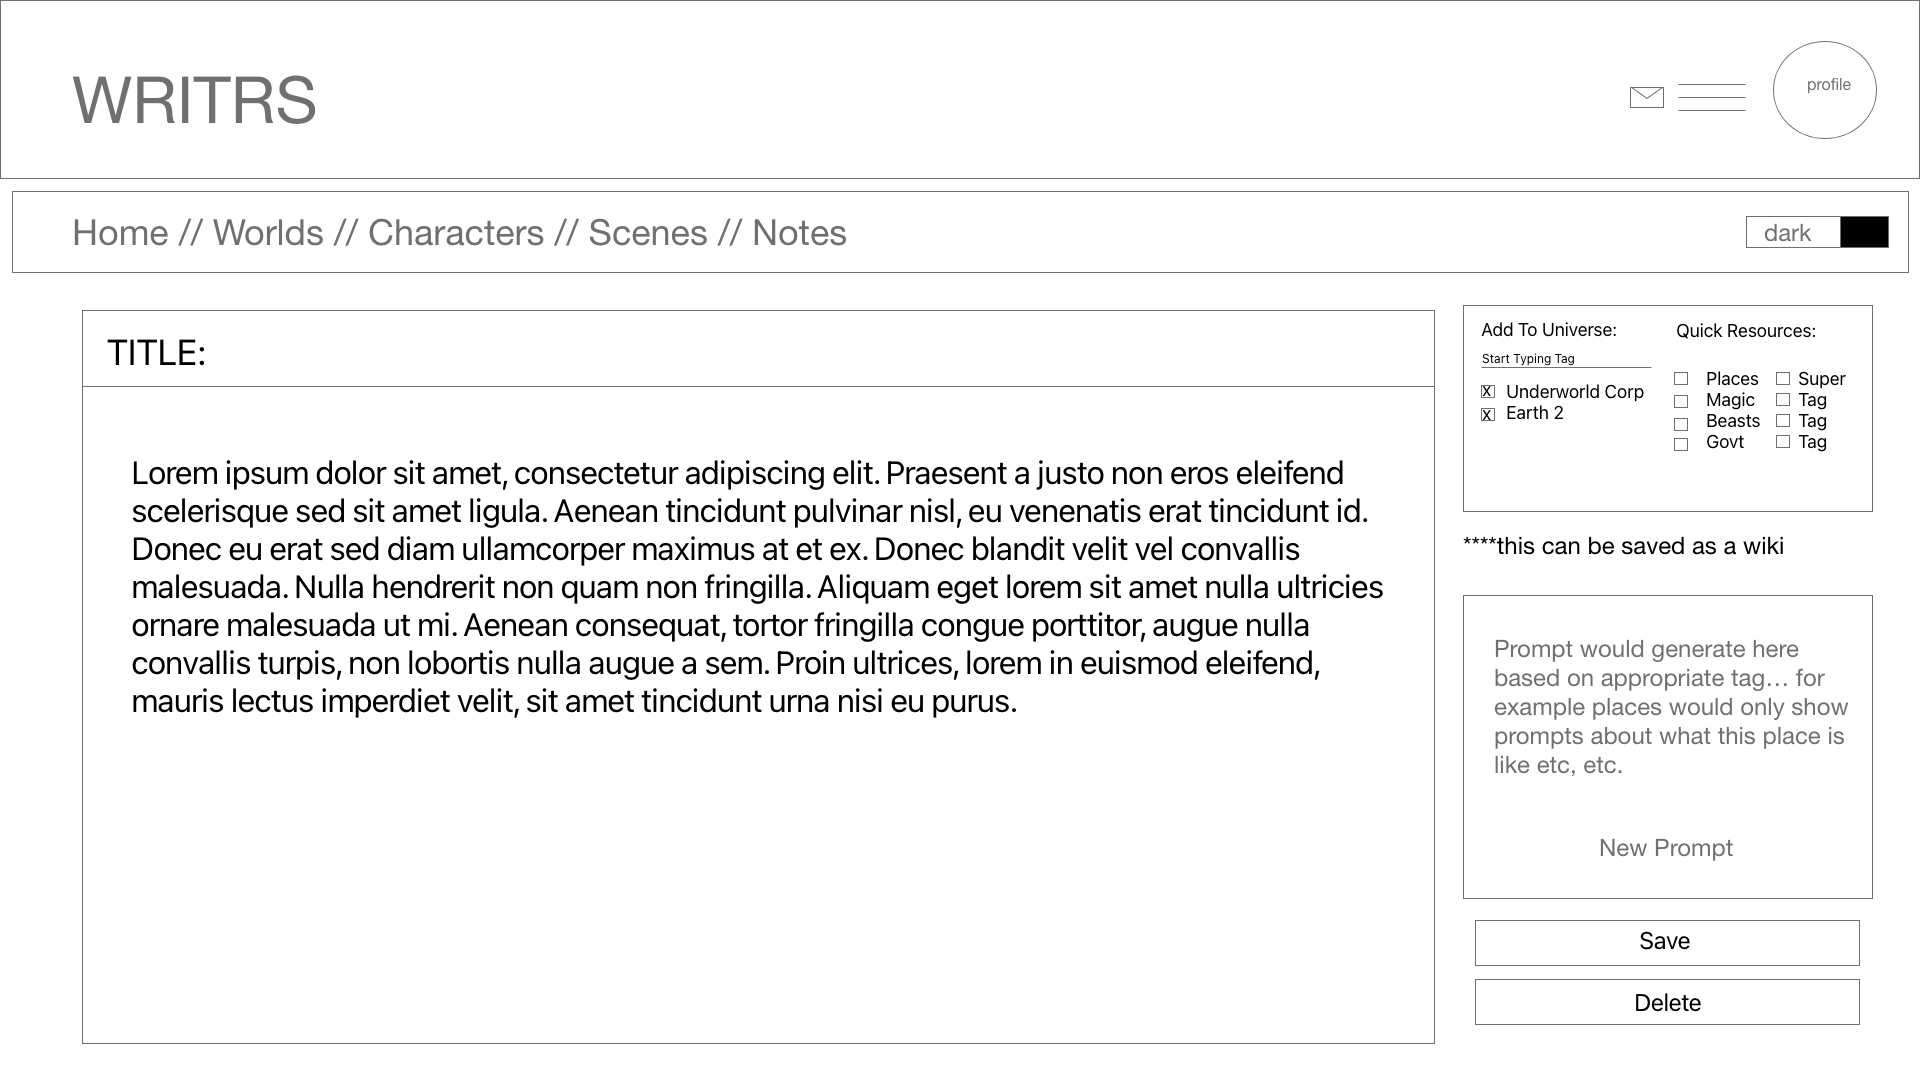 WRITRS
profile
Home // Worlds // Characters // Scenes // Notes
dark
TITLE:
Lorem ipsum dolor sit amet, consectetur adipiscing elit. Praesent a justo non eros eleifend
scelerisque sed sit amet ligula. Aenean tincidunt pulvinar nisl, eu venenatis erat tincidunt id.
Donec eu erat sed diam ullamcorper maximus at et ex. Donec blandit velit vel convallis
malesuada. Nulla hendrerit non quam non fringilla. Aliquam eget lorem sit amet nulla ultricies
ornare malesuada ut mi. Aenean consequat, tortor fringilla congue porttitor, augue nulla
convallis turpis, non lobortis nulla augue a sem. Proin ultrices, lorem in euismod eleifend,
mauris lectus imperdiet velit, sit amet tincidunt urna nisi eu purus.
Add To Universe:
Start Typing Tag
X Underworld Corp
X Earth 2
Quick Resources:
Places
Magic
Beasts
Govt
Super
Tag
Tag
Tag
****this can be saved as a wiki
Prompt would generate here
based on appropriate tag… for
example places would only show
prompts about what this place is
like etc, etc.
New Prompt
Save
Delete